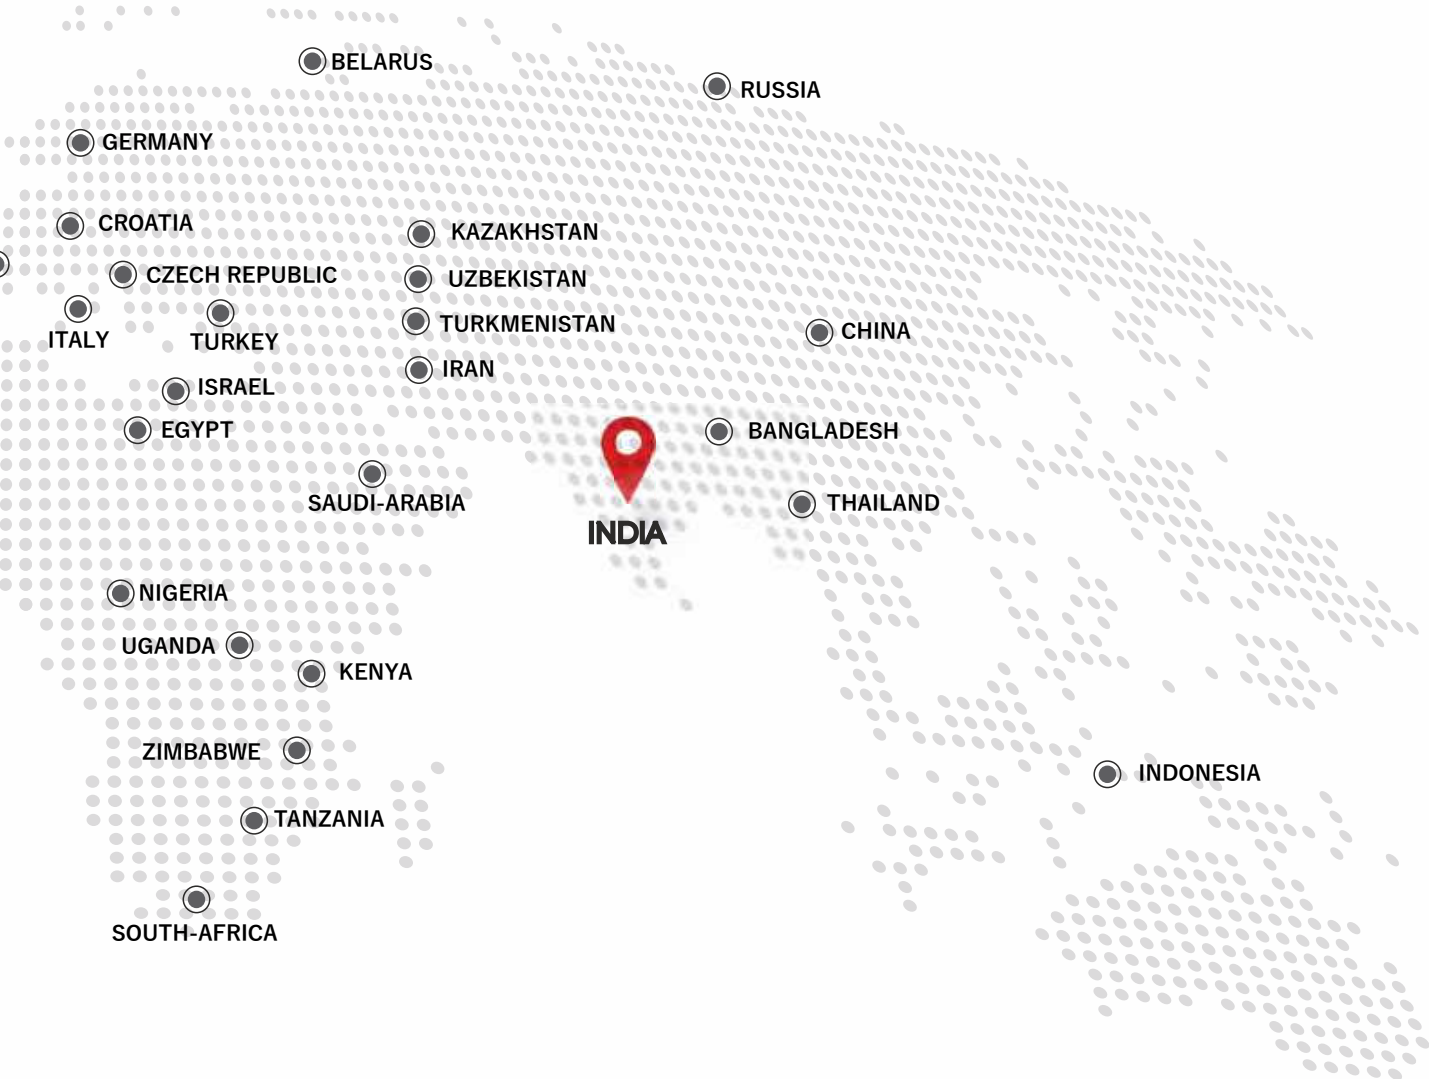 BELARUS
RUSSIA
GERMANY
CROATIA
KAZAKHSTAN
CZECH REPUBLIC
UZBEKISTAN
TURKMENISTAN
CHINA
ITALY
TURKEY
IRAN
ISRAEL
EGYPT
BANGLADESH
SAUDI-ARABIA
THAILAND
INDIA
NIGERIA
UGANDA
KENYA
ZIMBABWE
INDONESIA
TANZANIA
SOUTH-AFRICA